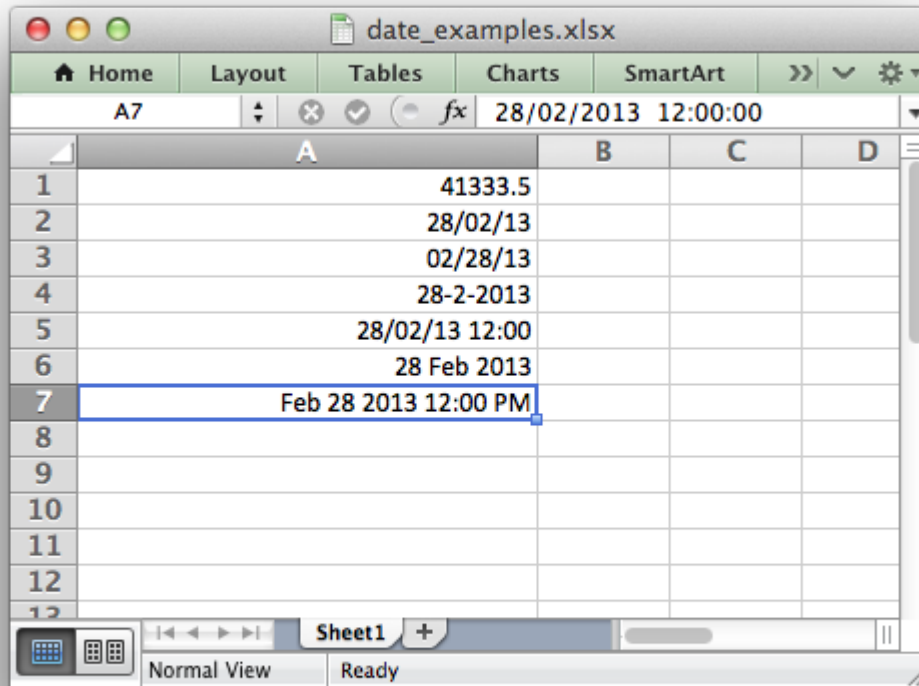 date_examples.xlsx
Home Layout Tables Charts SmartArt
A7 fx 28/02/2013 12:00:00
A B C D
1 41333.5
2 28/02/13
3 02/28/13
4 28-2-2013
5 28/02/13 12:00
6 28 Feb 2013
7 Feb 28 2013 12:00 PM
8
9
10
11
12
13
Sheet1
Normal View Ready